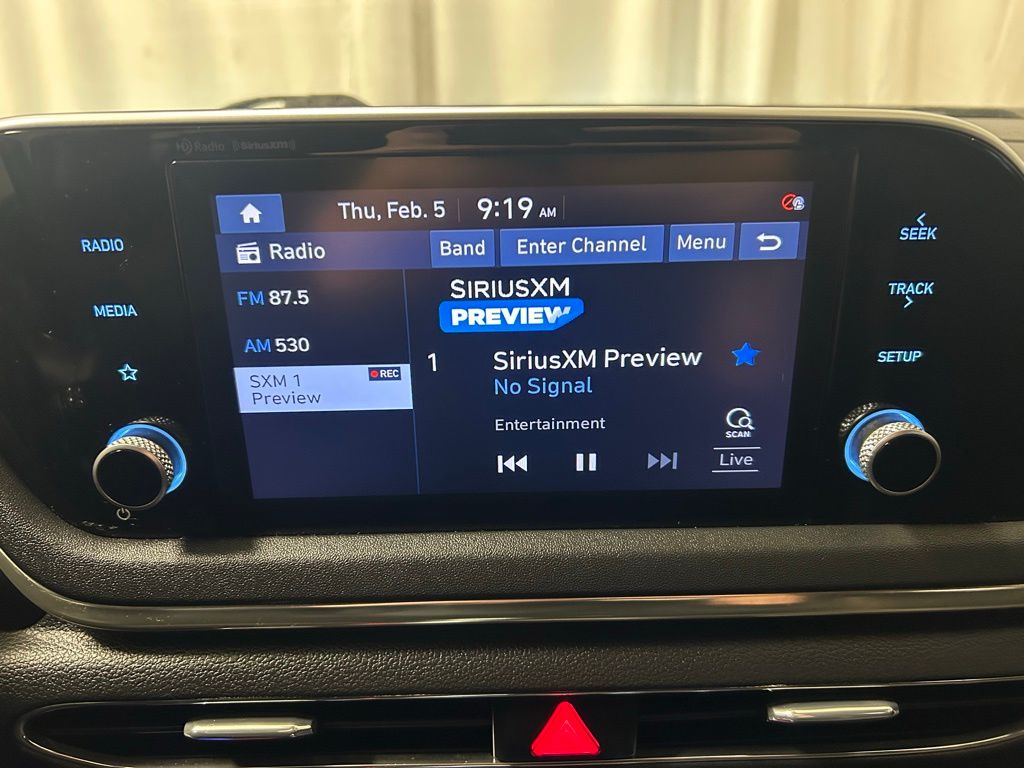 HD Radio ((SiriusXM))
Thu, Feb. 5 9:19 AM
Radio Band Enter Channel Menu
RADIO
MEDIA
FM 87.5
AM 530
SXM 1 REC
Preview
SIRIUSXM
PREVIEW
1 SiriusXM Preview
No Signal
Entertainment
SCAN
Live
SEEK
TRACK
SETUP